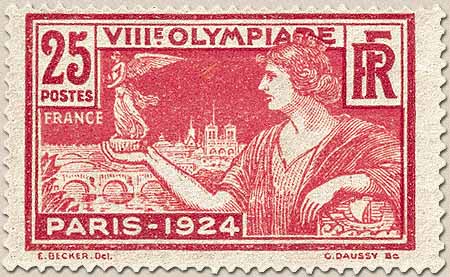 VIIIE OLYMPIADE
25
POSTES
FRANCE
RF
PARIS-1924
E. BECKER. Del.
G. DAUSSY Sc